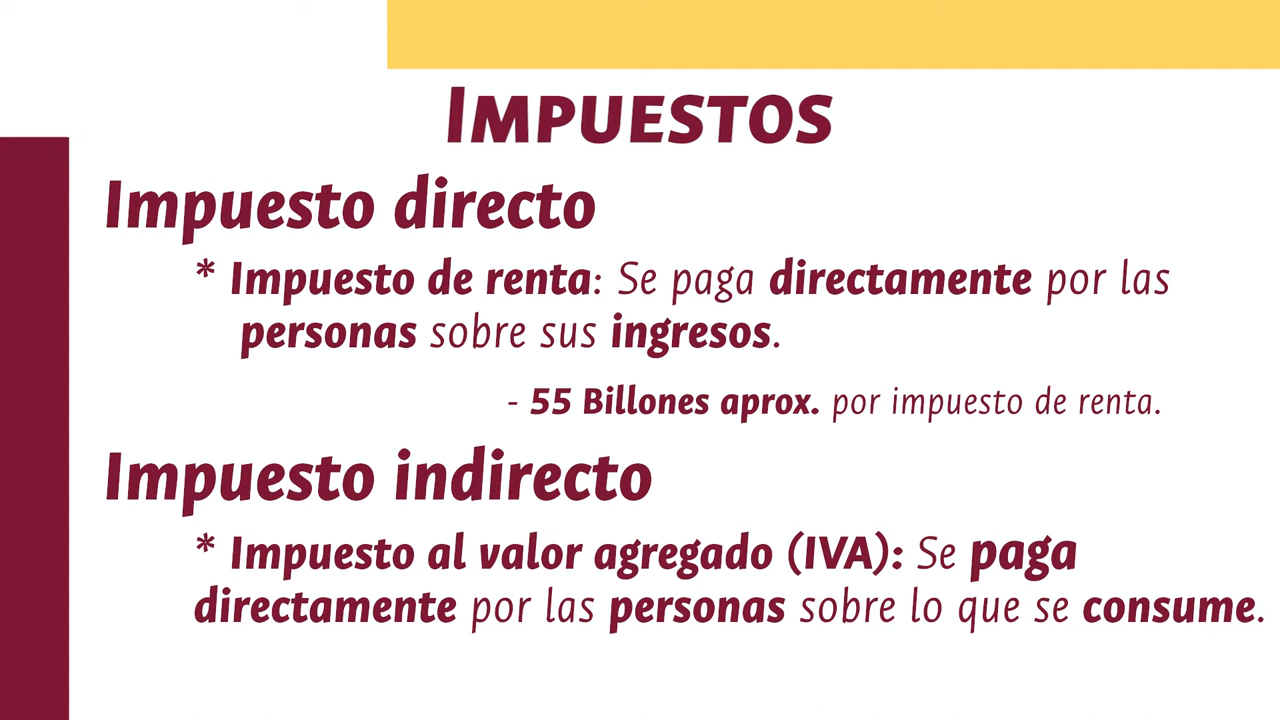 IMPUESTOS
Impuesto directo
* Impuesto de renta: Se paga directamente por las
personas sobre sus ingresos.
- 55 Billones aprox. por impuesto de renta.
Impuesto indirecto
* Impuesto al valor agregado (IVA): Se paga
directamente por las personas sobre lo que se consume.